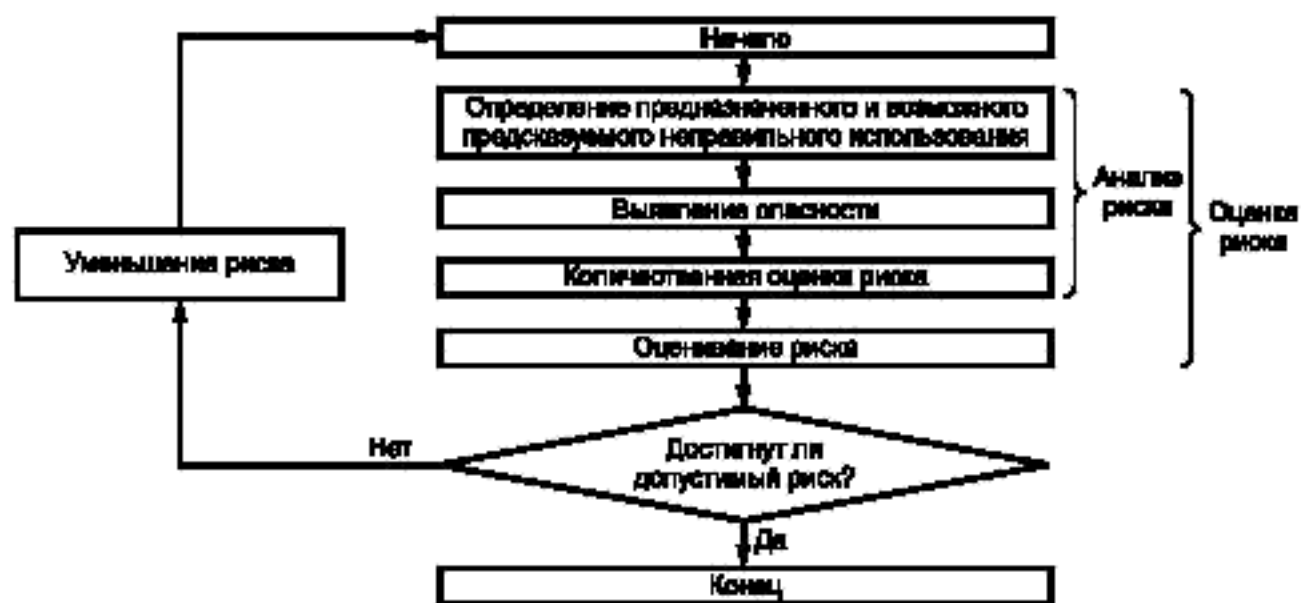 Начало
Определение предназначенного и возможного
предсказуемого неправильного использования
Выявление опасности
Количественная оценка риска
Оценивание риска
Анализ
риска
Оценка
риска
Уменьшение риска
Достигнут ли
допустимый риск?
Нет
Да
Конец